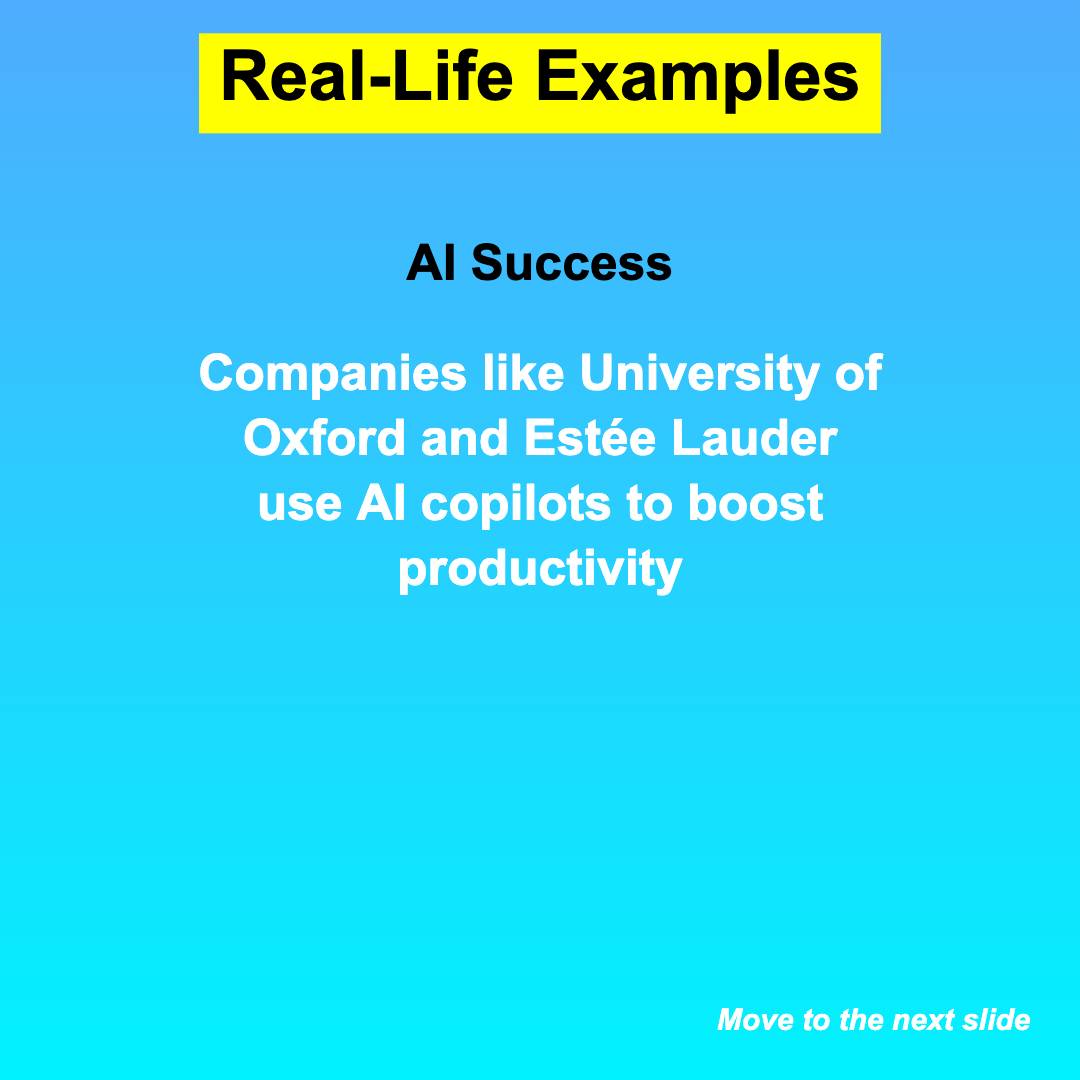 Real-Life Examples
AI Success
Companies like University of
Oxford and Estée Lauder
use AI copilots to boost
productivity
Move to the next slide